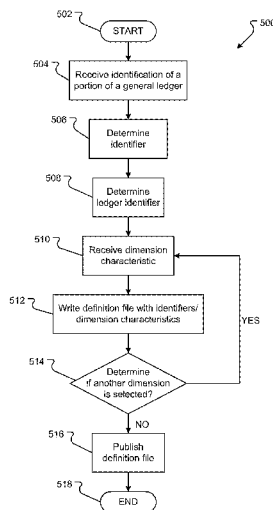 500
502
START
504
Receive identification of a
portion of a general ledger
506
Determine
identifier
508
Determine
ledger identifier
510
Receive dimension
characteristic
512
Write definition file with identifiers/
dimension characteristics
YES
514
Determine
if another dimension
is selected?
NO
516
Publish
definition file
518
END